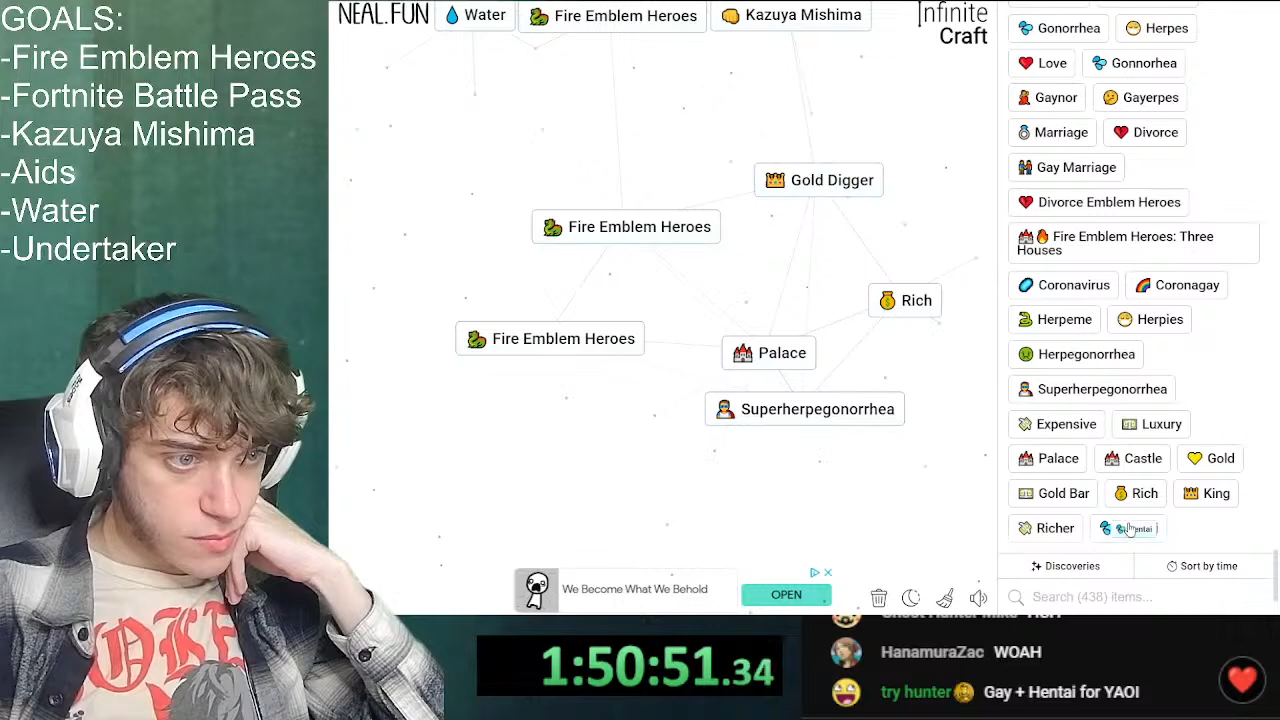 GOALS:
-Fire Emblem Heroes
-Fortnite Battle Pass
-Kazuya Mishima
-Aids
-Water
-Undertaker
NEAL.FUN
Water
Fire Emblem Heroes
Kazuya Mishima
Infinite
Craft
Gold Digger
Fire Emblem Heroes
Rich
Fire Emblem Heroes
Palace
Superherpegonorrhea
We Become What We Behold
OPEN
Gonorrhea
Herpes
Love
Gonnorhea
Gaynor
Gayerpes
Marriage
Divorce
Gay Marriage
Divorce Emblem Heroes
Fire Emblem Heroes: Three
Houses
Coronavirus
Coronagay
Herpeme
Herpies
Herpegonorrhea
Superherpegonorrhea
Expensive
Luxury
Palace
Castle
Gold
Gold Bar
Rich
King
Richer
Discoveries
Sort by time
Search (438) items...
1:50:51.34
HanamuraZac WOAH
try hunter Gay + Hentai for YAOI